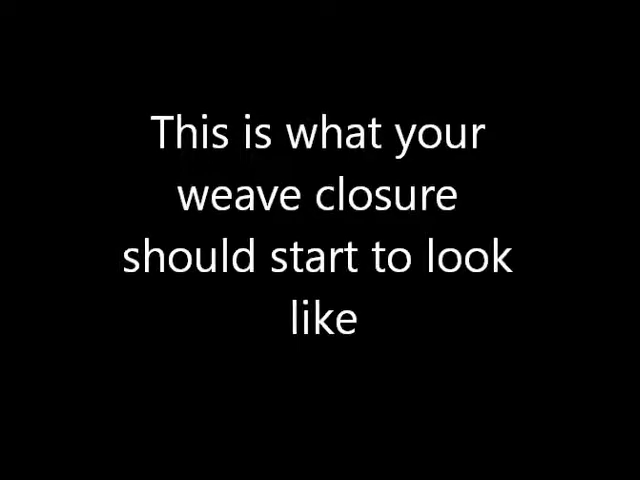 This is what your
weave closure
should start to look
like